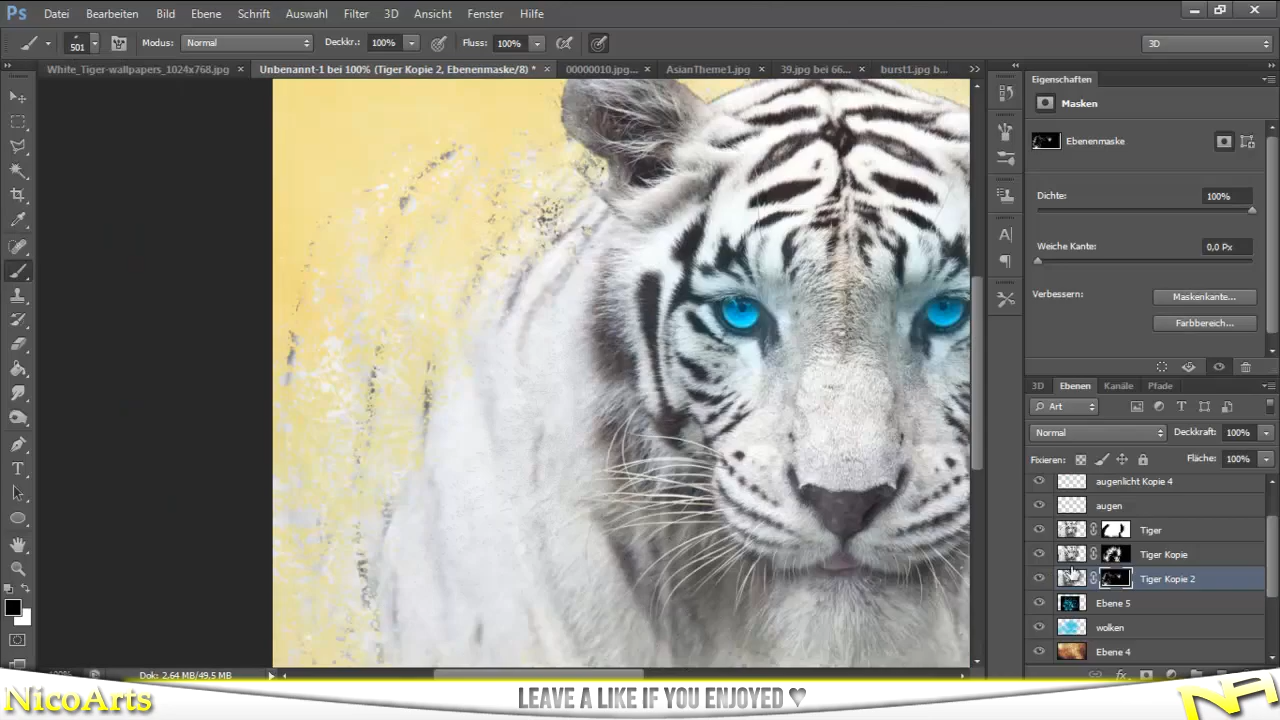 Ps Datei Bearbeiten Bild Ebene Schrift Auswahl Filter 3D Ansicht Fenster Hilfe
501 Modus: Normal Deckkr.: 100% Fluss: 100% 3D
White_Tiger-wallpapers_1024x768.jpg × Unbenannt-1 bei 100% (Tiger Kopie 2, Ebenenmaske/8) * × 00000010.jpg... × AsianTheme1.jpg × 39.jpg bei 66... × burst1.jpg b... >>
Eigenschaften
Masken
Ebenenmaske
Dichte: 100%
Weiche Kante: 0,0 Px
Verbessern: Maskenkante...
Farbbereich...
3D Ebenen Kanäle Pfade
Art
Normal Deckkraft: 100%
Fixieren: Fläche: 100%
augenlicht Kopie 4
augen
Tiger
Tiger Kopie
Tiger Kopie 2
Ebene 5
wolken
Ebene 4
Dok: 2,64 MB/49,5 MB
NicoArts LEAVE A LIKE IF YOU ENJOYED ♥ NA